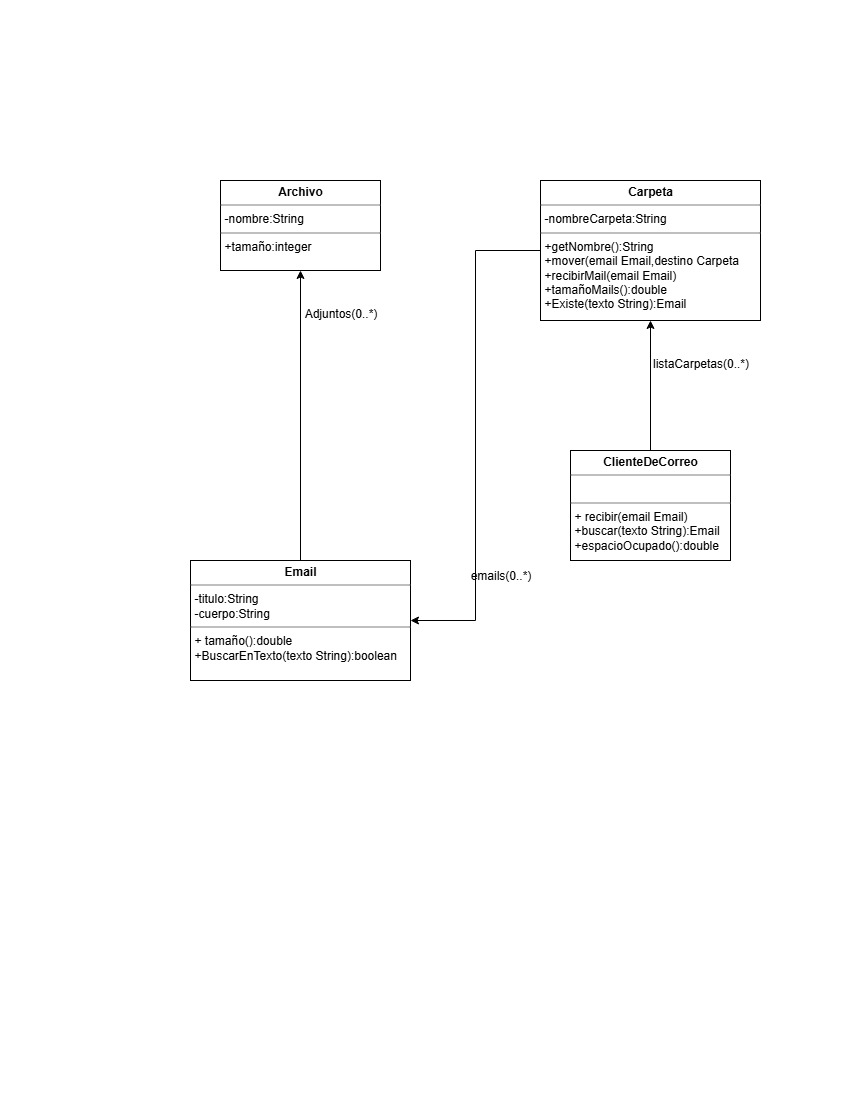 Archivo
-nombre:String
+tamaño:integer
Adjuntos(0..*)
Carpeta
-nombreCarpeta:String
+getNombre():String
+mover(email Email,destino Carpeta
+recibirMail(email Email)
+tamañoMails():double
+Existe(texto String):Email
listaCarpetas(0..*)
ClienteDeCorreo
+ recibir(email Email)
+buscar(texto String):Email
+espacioOcupado():double
emails(0..*)
Email
-titulo:String
-cuerpo:String
+ tamaño():double
+BuscarEnTexto(texto String):boolean